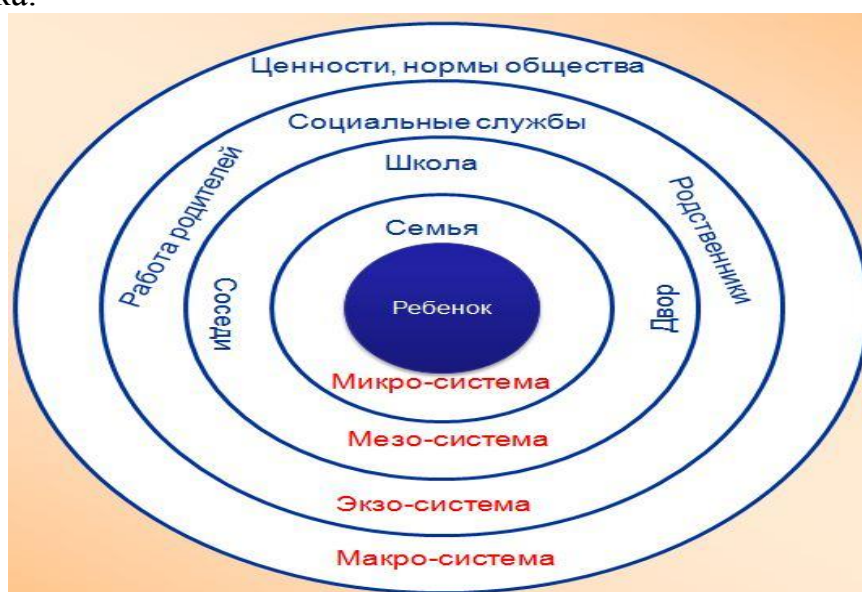 Ценности, нормы общества
Социальные службы
Работа родителей
Родственники
Школа
Соседи
Двор
Семья
Ребенок
Микро-система
Мезо-система
Экзо-система
Макро-система